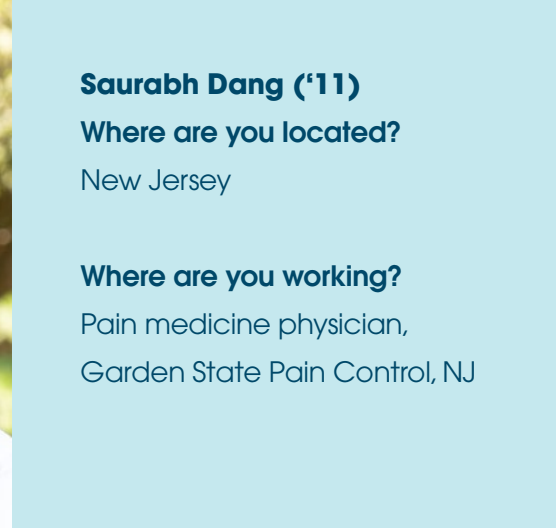 Saurabh Dang (‘11)
Where are you located?
New Jersey
Where are you working?
Pain medicine physician,
Garden State Pain Control, NJ